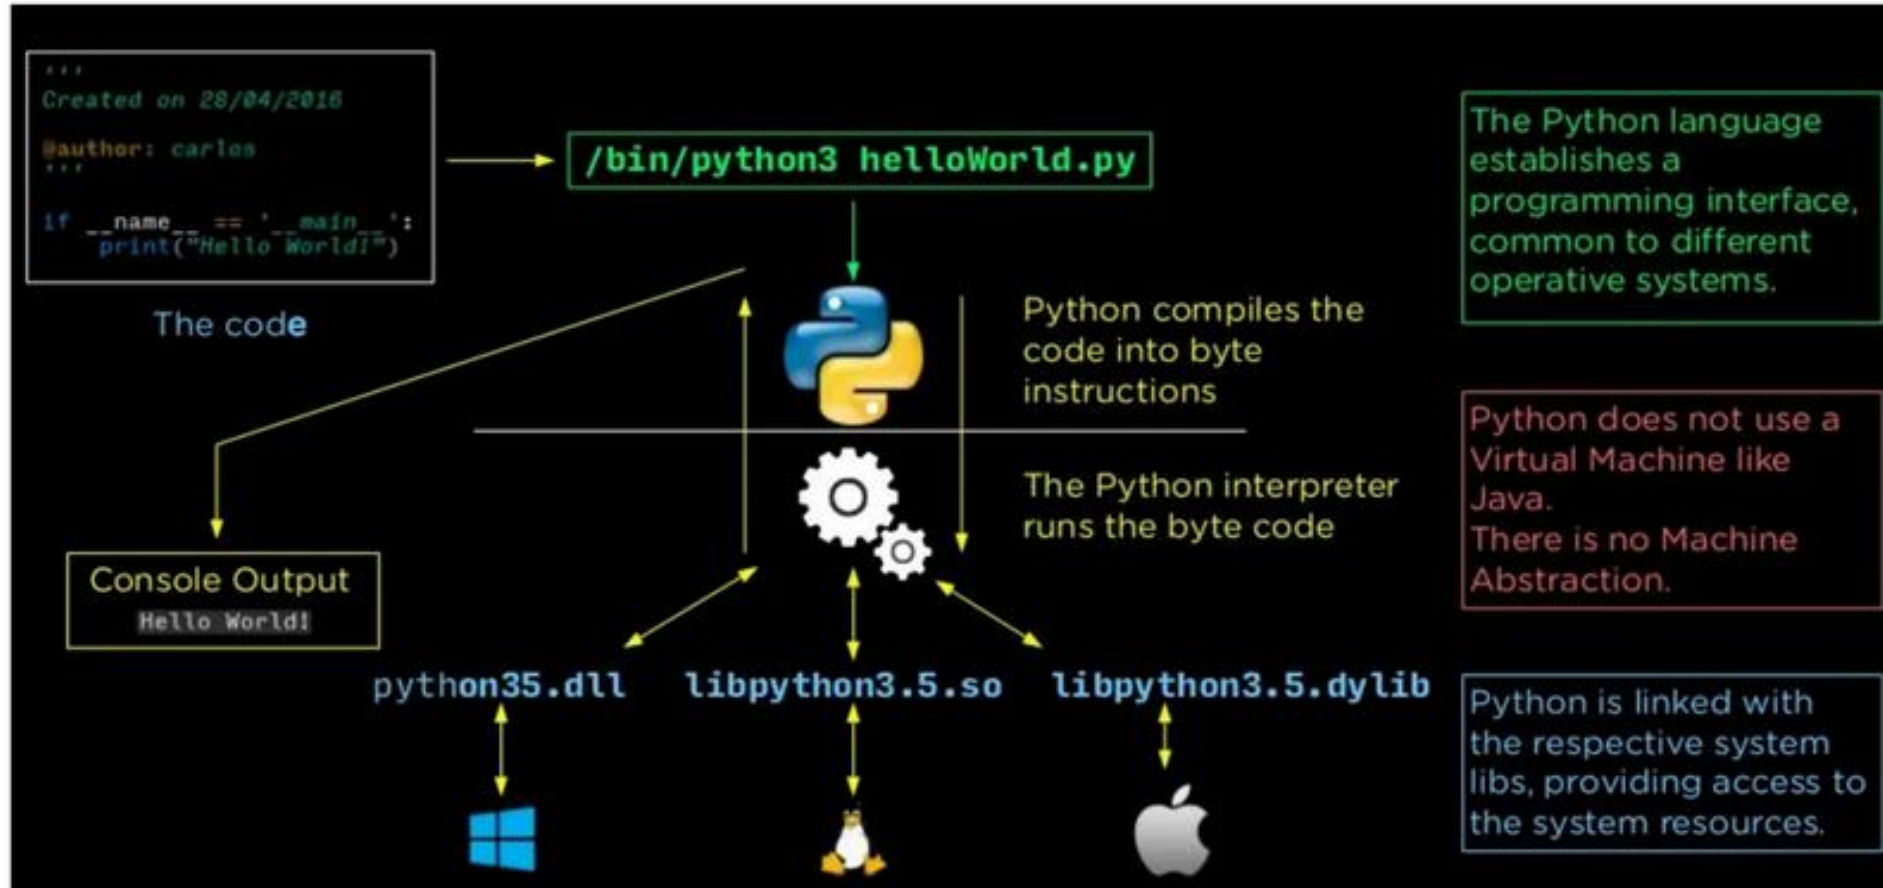 '''
Created on 28/04/2016
@author: carlos
'''
if __name__ == '__main__':
print("Hello World!")
The code
/bin/python3 helloWorld.py
Python compiles the
code into byte
instructions
The Python interpreter
runs the byte code
Console Output
Hello World!
python35.dll
libpython3.5.so
libpython3.5.dylib
The Python language
establishes a
programming interface,
common to different
operative systems.
Python does not use a
Virtual Machine like
Java.
There is no Machine
Abstraction.
Python is linked with
the respective system
libs, providing access to
the system resources.